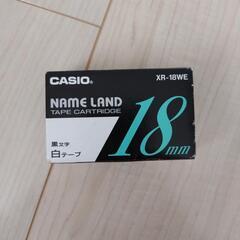 CASIO®
XR-18WE
NAME LAND
TAPE CARTRIDGE
18mm
黒文字
白テープ